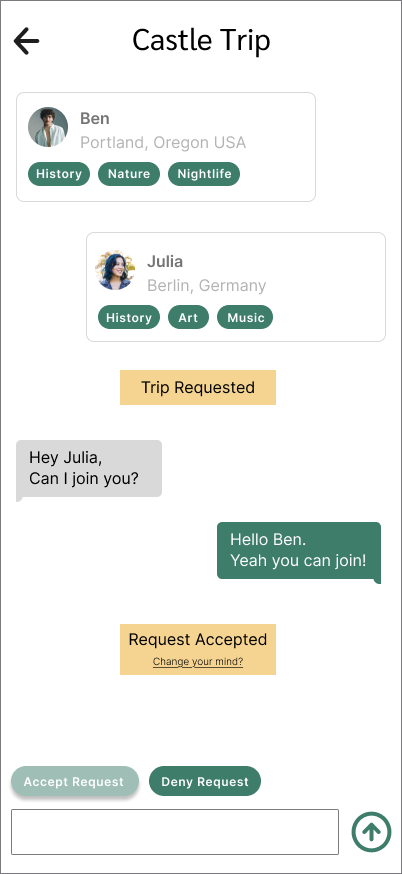 Castle Trip
Ben
Portland, Oregon USA
History Nature Nightlife
Julia
Berlin, Germany
History Art Music
Trip Requested
Hey Julia,
Can I join you?
Hello Ben.
Yeah you can join!
Request Accepted
Change your mind?
Accept Request Deny Request